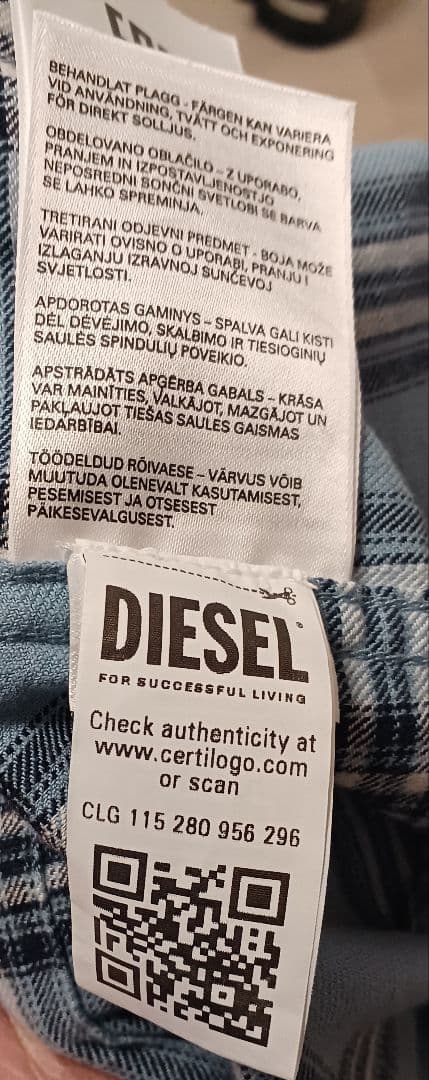 BEHANDLAT PLAGG - FÄRGEN KAN VARIERA
VID ANVÄNDNING, TVÄTT OCH EXPONERING
FÖR DIREKT SOLLJUS.
OBDELOVANO OBLAČILO - Z UPORABO,
PRANJEM IN IZPOSTAVLJENOSTJO
NEPOSREDNI SONČNI SVETLOBI SE BARVA
SE LAHKO SPREMINJA.
TRETIRANI ODJEVNI PREDMET - BOJA MOŽE
VARIRATI OVISNO O UPORABI, PRANJU I
IZLAGANJU IZRAVNOJ SUNČEVOJ
SVJETLOSTI.
APDOROTAS GAMINYS – SPALVA GALI KISTI
DĖL DĖVĖJIMO, SKALBIMO IR TIESIOGINIŲ
SAULĖS SPINDULIŲ POVEIKIO.
APSTRĀDĀTS APĢĒRBA GABALS – KRĀSA
VAR MAINĪTIES, VALKĀJOT, MAZGĀJOT UN
PAKĻAUJOT TIEŠAS SAULES GAISMAS
IEDARBĪBAI.
TÖÖDELDUD RÕIVAESE – VÄRVUS VÕIB
MUUTUDA OLENEVALT KASUTAMISEST,
PESEMISEST JA OTSESEST
PÄIKESEVALGUSEST.
DIESEL
FOR SUCCESSFUL LIVING
Check authenticity at
www.certilogo.com
or scan
CLG 115 280 956 296